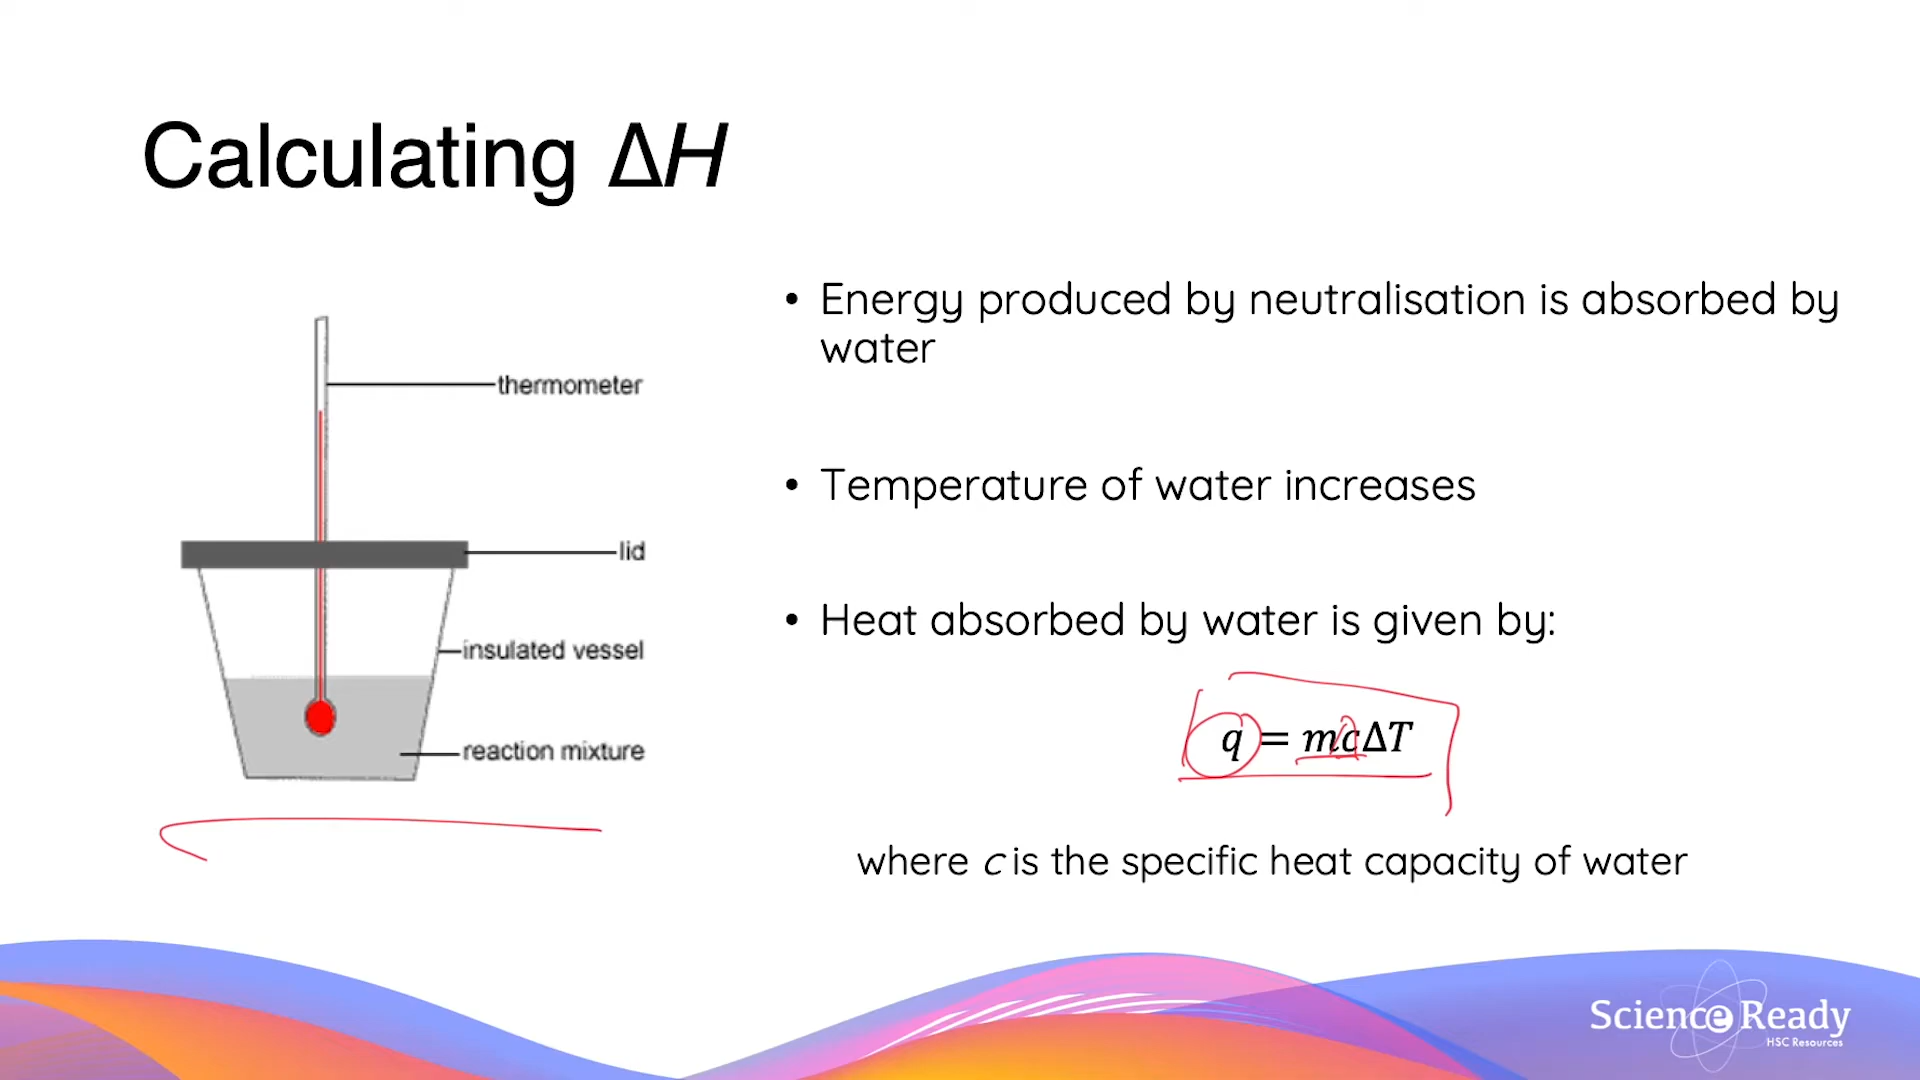 Calculating ΔH
thermometer
lid
insulated vessel
reaction mixture
• Energy produced by neutralisation is absorbed by
water
• Temperature of water increases
• Heat absorbed by water is given by:
q = mcΔT
where c is the specific heat capacity of water
Science Ready
HSC Resources